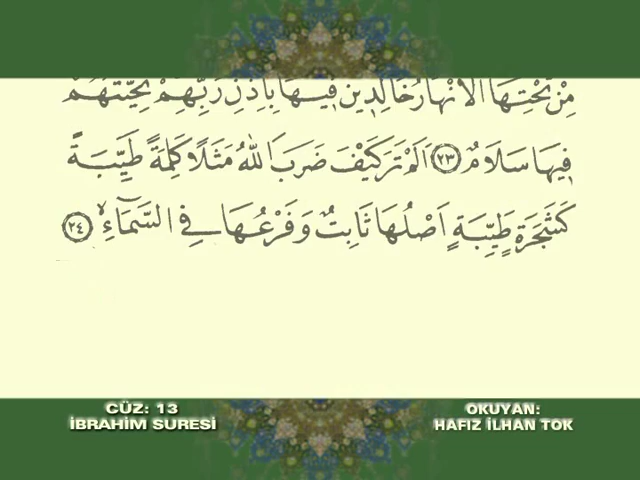 مِنْ تَحْتِهَا الْاَنْهَارُ خَالِدٖينَ فٖيهَا بِاِذْنِ رَبِّهِمْ تَحِيَّتُهُمْ
فٖيهَا سَلَامٌ ﴿٢٣﴾ اَلَمْ تَرَ كَيْفَ ضَرَبَ اللّٰهُ مَثَلًا كَلِمَةً طَيِّبَةً
كَشَجَرَةٍ طَيِّبَةٍ اَصْلُهَا ثَابِتٌ وَفَرْعُهَا فِي السَّمَٓاءِۙ ﴿٢٤﴾
CÜZ: 13
İBRAHİM SURESİ
OKUYAN:
HAFIZ İLHAN TOK